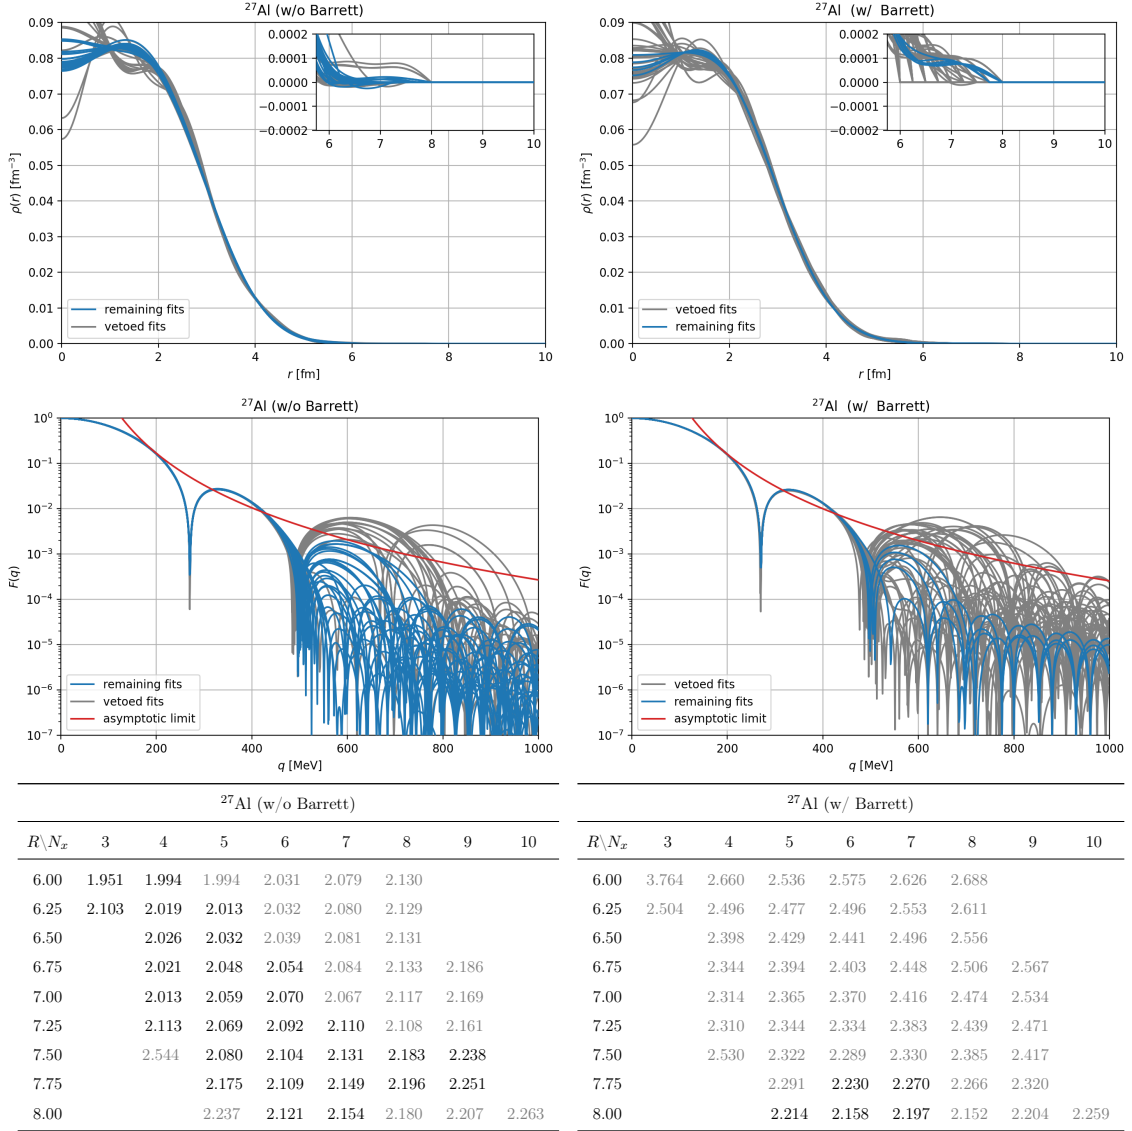 ²⁷Al (w/o Barrett)
0.09
0.08
0.07
0.06
0.05
0.04
0.03
0.02
0.01
0.00
ρ(r) [fm⁻³]
0.0002
0.0001
0.0000
−0.0001
−0.0002
6 7 8 9 10
remaining fits
vetoed fits
0 2 4 6 8 10
r [fm]
²⁷Al (w/ Barrett)
0.09
0.08
0.07
0.06
0.05
0.04
0.03
0.02
0.01
0.00
ρ(r) [fm⁻³]
0.0002
0.0001
0.0000
−0.0001
−0.0002
6 7 8 9 10
vetoed fits
remaining fits
0 2 4 6 8 10
r [fm]
²⁷Al (w/o Barrett)
10⁰
10⁻¹
10⁻²
10⁻³
10⁻⁴
10⁻⁵
10⁻⁶
10⁻⁷
F(q)
remaining fits
vetoed fits
asymptotic limit
0 200 400 600 800 1000
q [MeV]
²⁷Al (w/ Barrett)
10⁰
10⁻¹
10⁻²
10⁻³
10⁻⁴
10⁻⁵
10⁻⁶
10⁻⁷
F(q)
vetoed fits
remaining fits
asymptotic limit
0 200 400 600 800 1000
q [MeV]
²⁷Al (w/o Barrett)
R\Nₓ 3 4 5 6 7 8 9 10
6.00 1.951 1.994 1.994 2.031 2.079 2.130
6.25 2.103 2.019 2.013 2.032 2.080 2.129
6.50 2.026 2.032 2.039 2.081 2.131
6.75 2.021 2.048 2.054 2.084 2.133 2.186
7.00 2.013 2.059 2.070 2.067 2.117 2.169
7.25 2.113 2.069 2.092 2.110 2.108 2.161
7.50 2.544 2.080 2.104 2.131 2.183 2.238
7.75 2.175 2.109 2.149 2.196 2.251
8.00 2.237 2.121 2.154 2.180 2.207 2.263
²⁷Al (w/ Barrett)
R\Nₓ 3 4 5 6 7 8 9 10
6.00 3.764 2.660 2.536 2.575 2.626 2.688
6.25 2.504 2.496 2.477 2.496 2.553 2.611
6.50 2.398 2.429 2.441 2.496 2.556
6.75 2.344 2.394 2.403 2.448 2.506 2.567
7.00 2.314 2.365 2.370 2.416 2.474 2.534
7.25 2.310 2.344 2.334 2.383 2.439 2.471
7.50 2.530 2.322 2.289 2.330 2.385 2.417
7.75 2.291 2.230 2.270 2.266 2.320
8.00 2.214 2.158 2.197 2.152 2.204 2.259